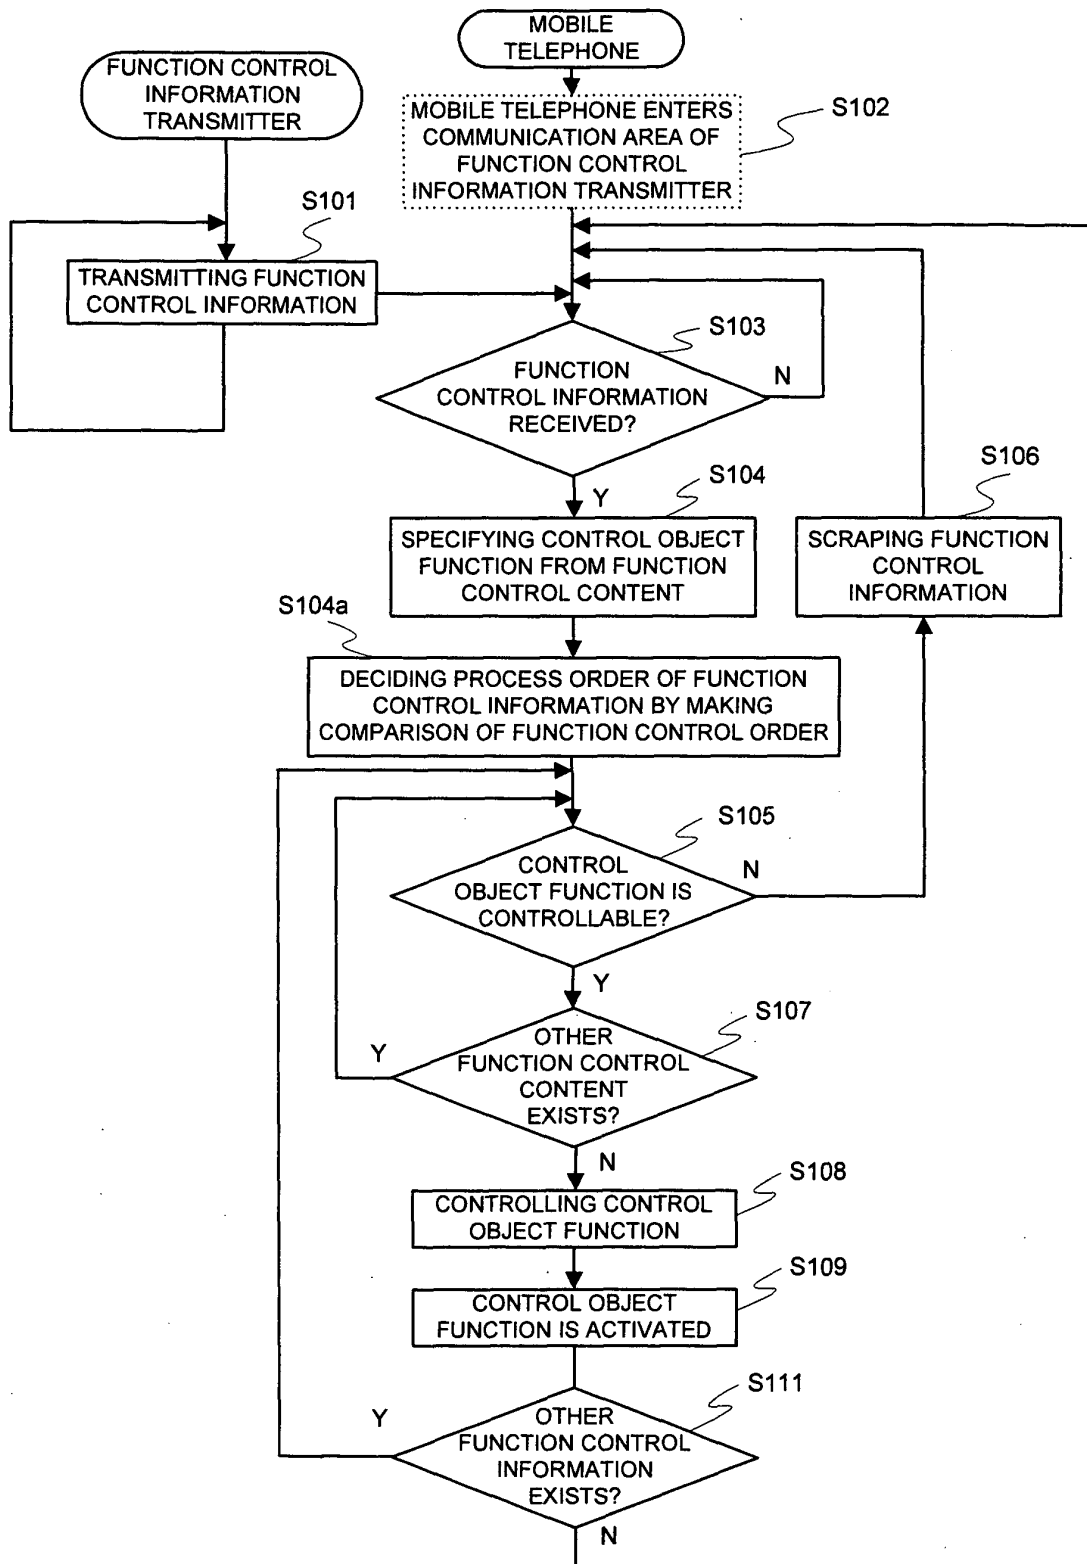 MOBILE
TELEPHONE
FUNCTION CONTROL
INFORMATION
TRANSMITTER
MOBILE TELEPHONE ENTERS
COMMUNICATION AREA OF
FUNCTION CONTROL
INFORMATION TRANSMITTER
S102
S101
TRANSMITTING FUNCTION
CONTROL INFORMATION
S103
FUNCTION
CONTROL INFORMATION
RECEIVED?
N
Y
S104
SPECIFYING CONTROL OBJECT
FUNCTION FROM FUNCTION
CONTROL CONTENT
S106
SCRAPING FUNCTION
CONTROL
INFORMATION
S104a
DECIDING PROCESS ORDER OF FUNCTION
CONTROL INFORMATION BY MAKING
COMPARISON OF FUNCTION CONTROL ORDER
S105
CONTROL
OBJECT FUNCTION IS
CONTROLLABLE?
N
Y
S107
OTHER
FUNCTION CONTROL
CONTENT
EXISTS?
Y
N
S108
CONTROLLING CONTROL
OBJECT FUNCTION
S109
CONTROL OBJECT
FUNCTION IS ACTIVATED
S111
OTHER
FUNCTION CONTROL
INFORMATION
EXISTS?
Y
N